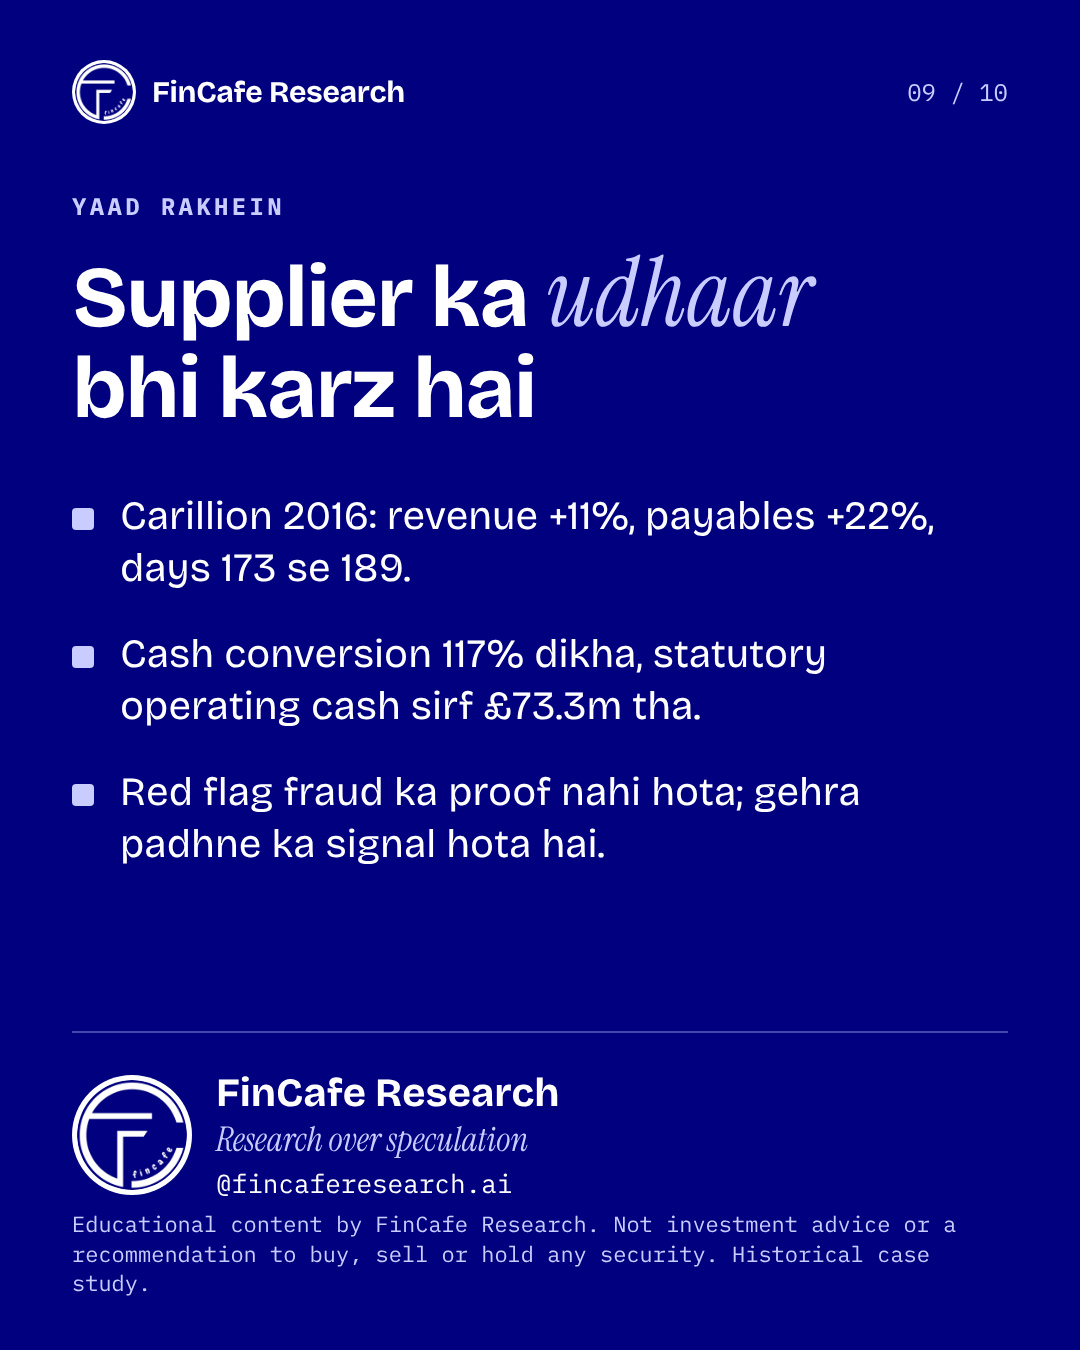 FinCafe Research
09 / 10
YAAD RAKHEIN
Supplier ka udhaar
bhi karz hai
Carillion 2016: revenue +11%, payables +22%,
days 173 se 189.
Cash conversion 117% dikha, statutory
operating cash sirf £73.3m tha.
Red flag fraud ka proof nahi hota; gehra
padhne ka signal hota hai.
fincafe
FinCafe Research
Research over speculation
@fincaferesearch.ai
Educational content by FinCafe Research. Not investment advice or a
recommendation to buy, sell or hold any security. Historical case
study.